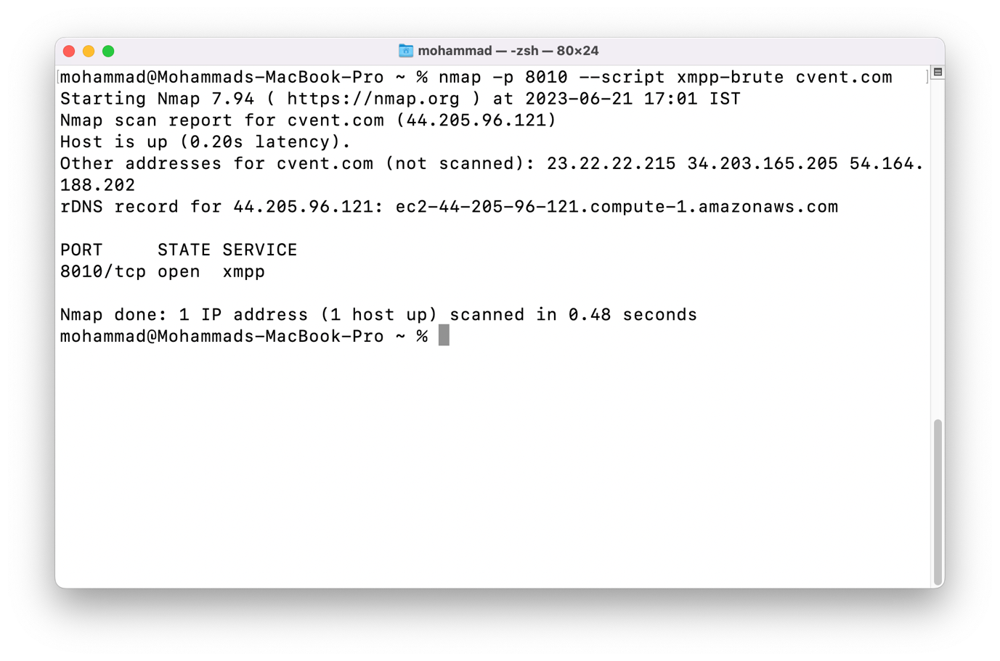 mohammad — -zsh — 80×24
mohammad@Mohammads-MacBook-Pro ~ % nmap -p 8010 --script xmpp-brute cvent.com
Starting Nmap 7.94 ( https://nmap.org ) at 2023-06-21 17:01 IST
Nmap scan report for cvent.com (44.205.96.121)
Host is up (0.20s latency).
Other addresses for cvent.com (not scanned): 23.22.22.215 34.203.165.205 54.164.
188.202
rDNS record for 44.205.96.121: ec2-44-205-96-121.compute-1.amazonaws.com
PORT     STATE SERVICE
8010/tcp open  xmpp
Nmap done: 1 IP address (1 host up) scanned in 0.48 seconds
mohammad@Mohammads-MacBook-Pro ~ %